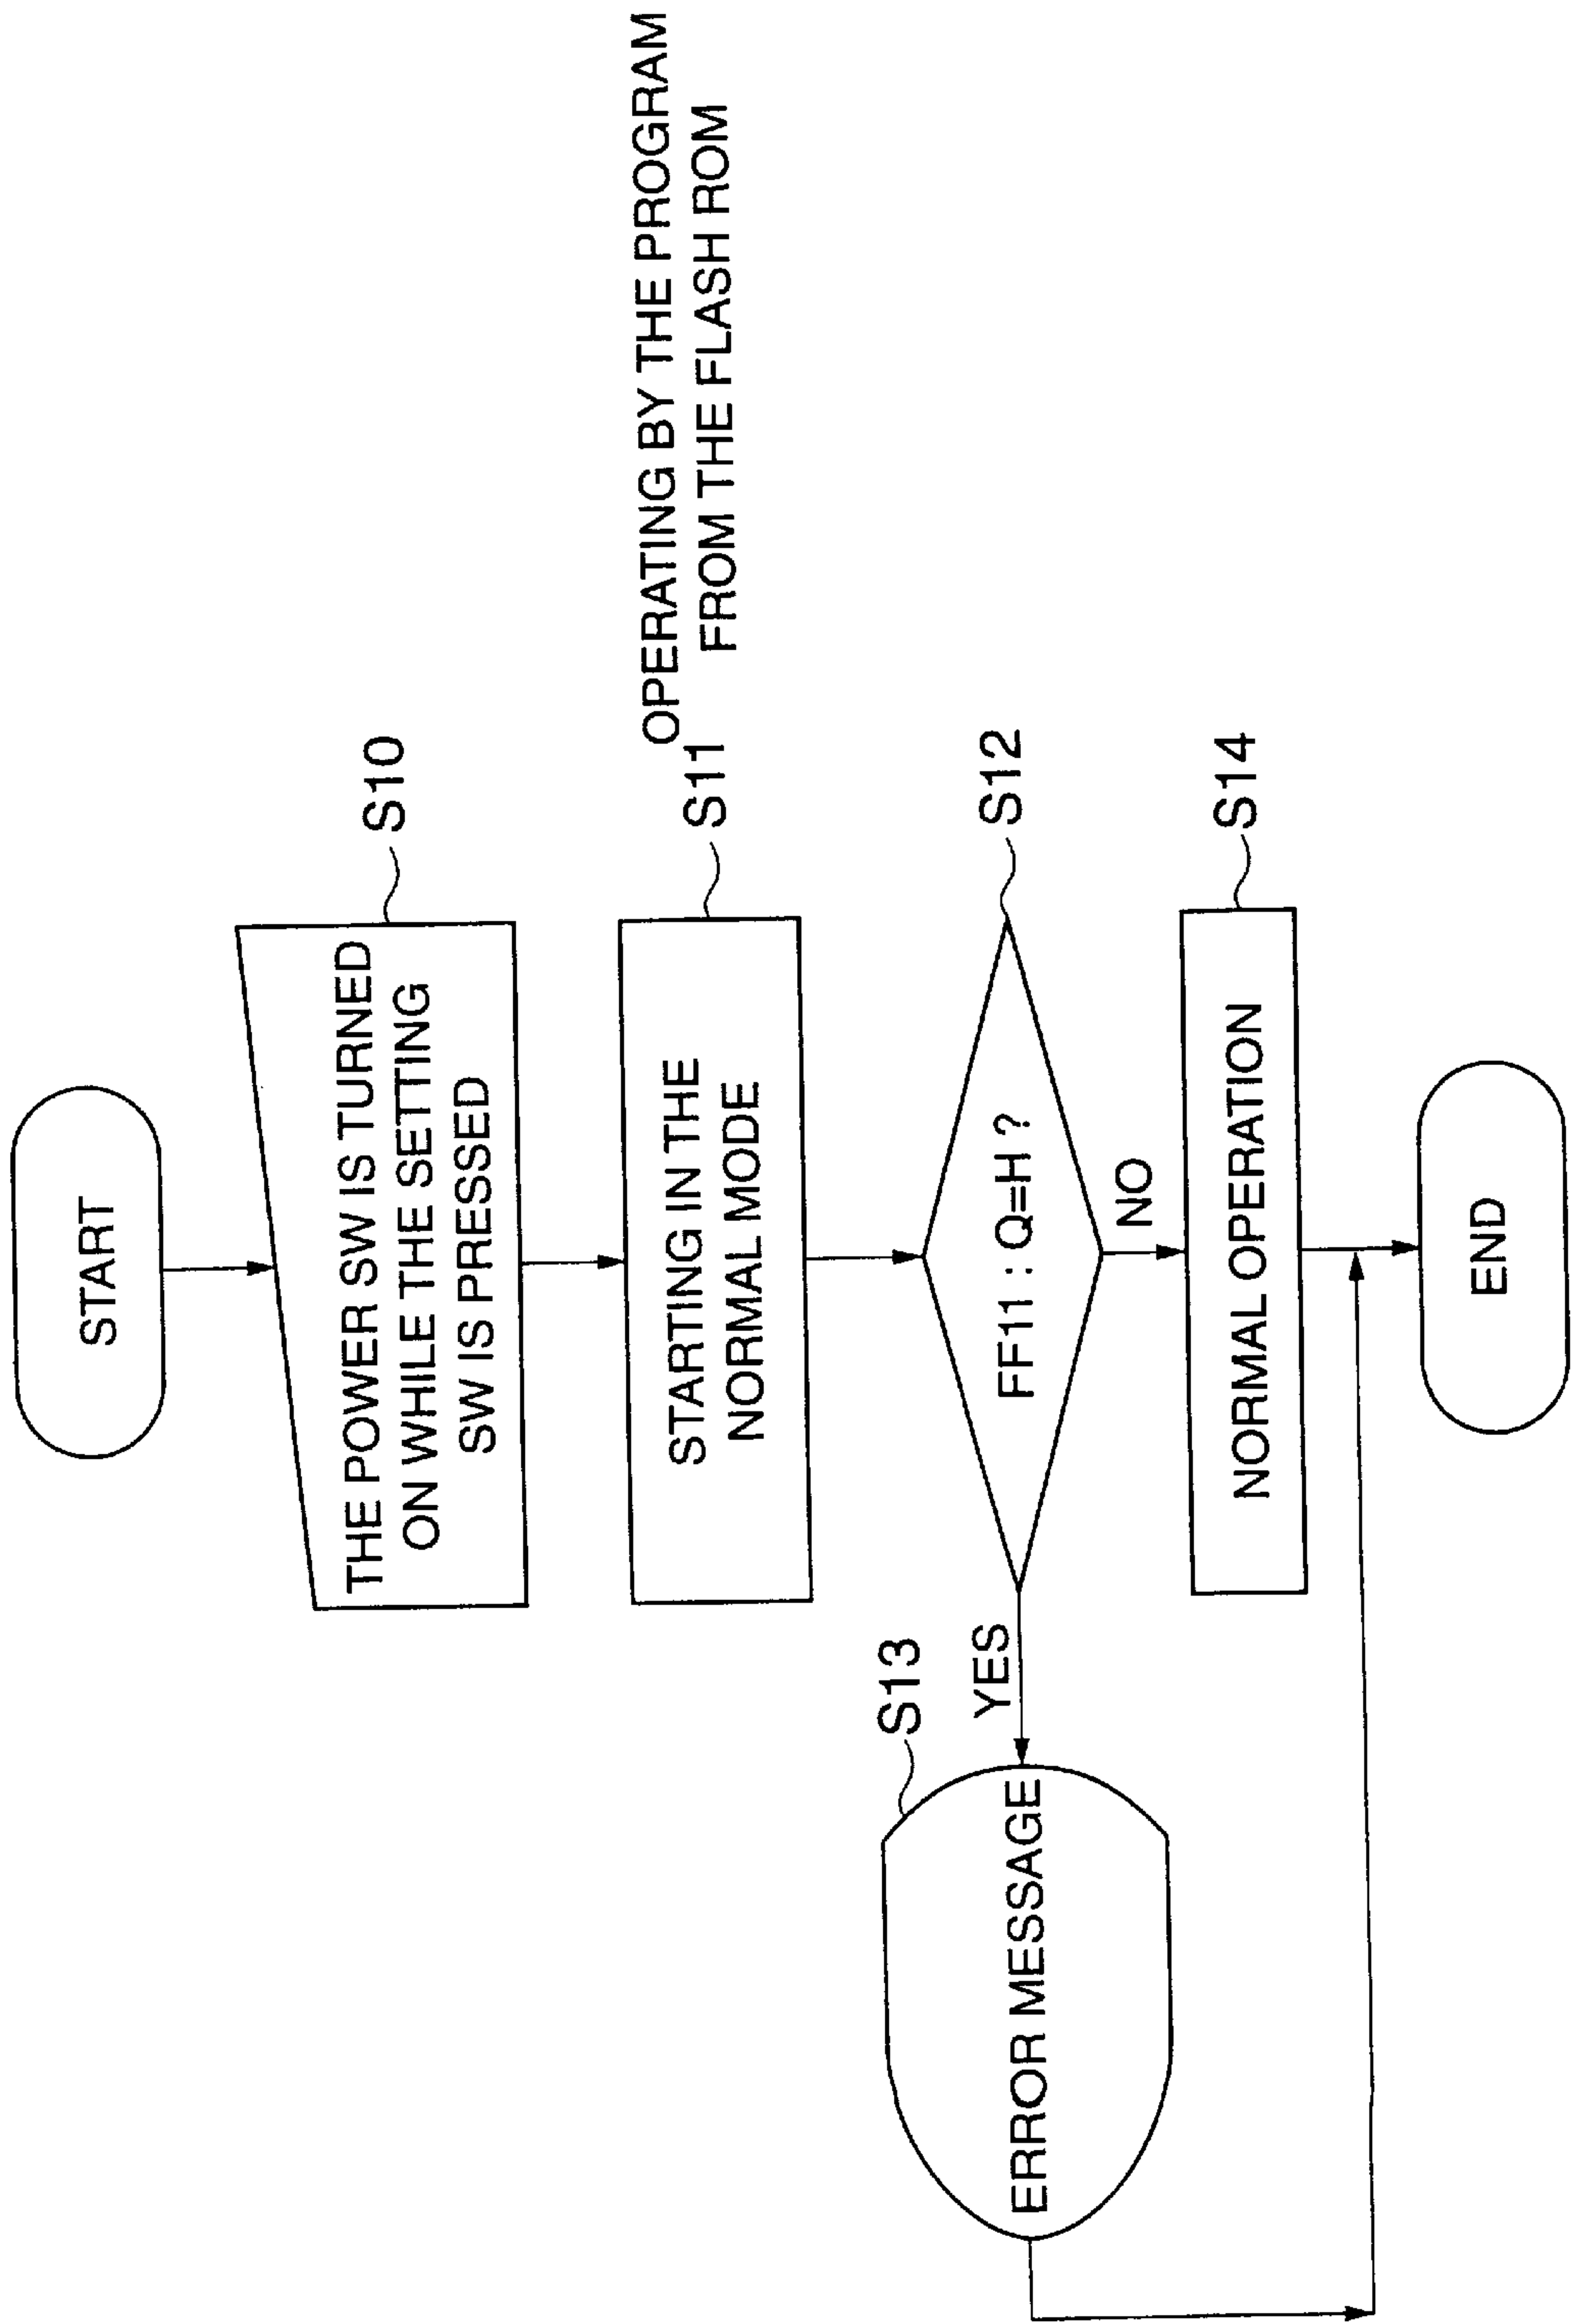 START
THE POWER SW IS TURNED
ON WHILE THE SETTING
SW IS PRESSED
S10
STARTING IN THE
NORMAL MODE
S11
OPERATING BY THE PROGRAM
FROM THE FLASH ROM
FF11 : Q=H ?
S12
YES
NO
S13
ERROR MESSAGE
NORMAL OPERATION
S14
END